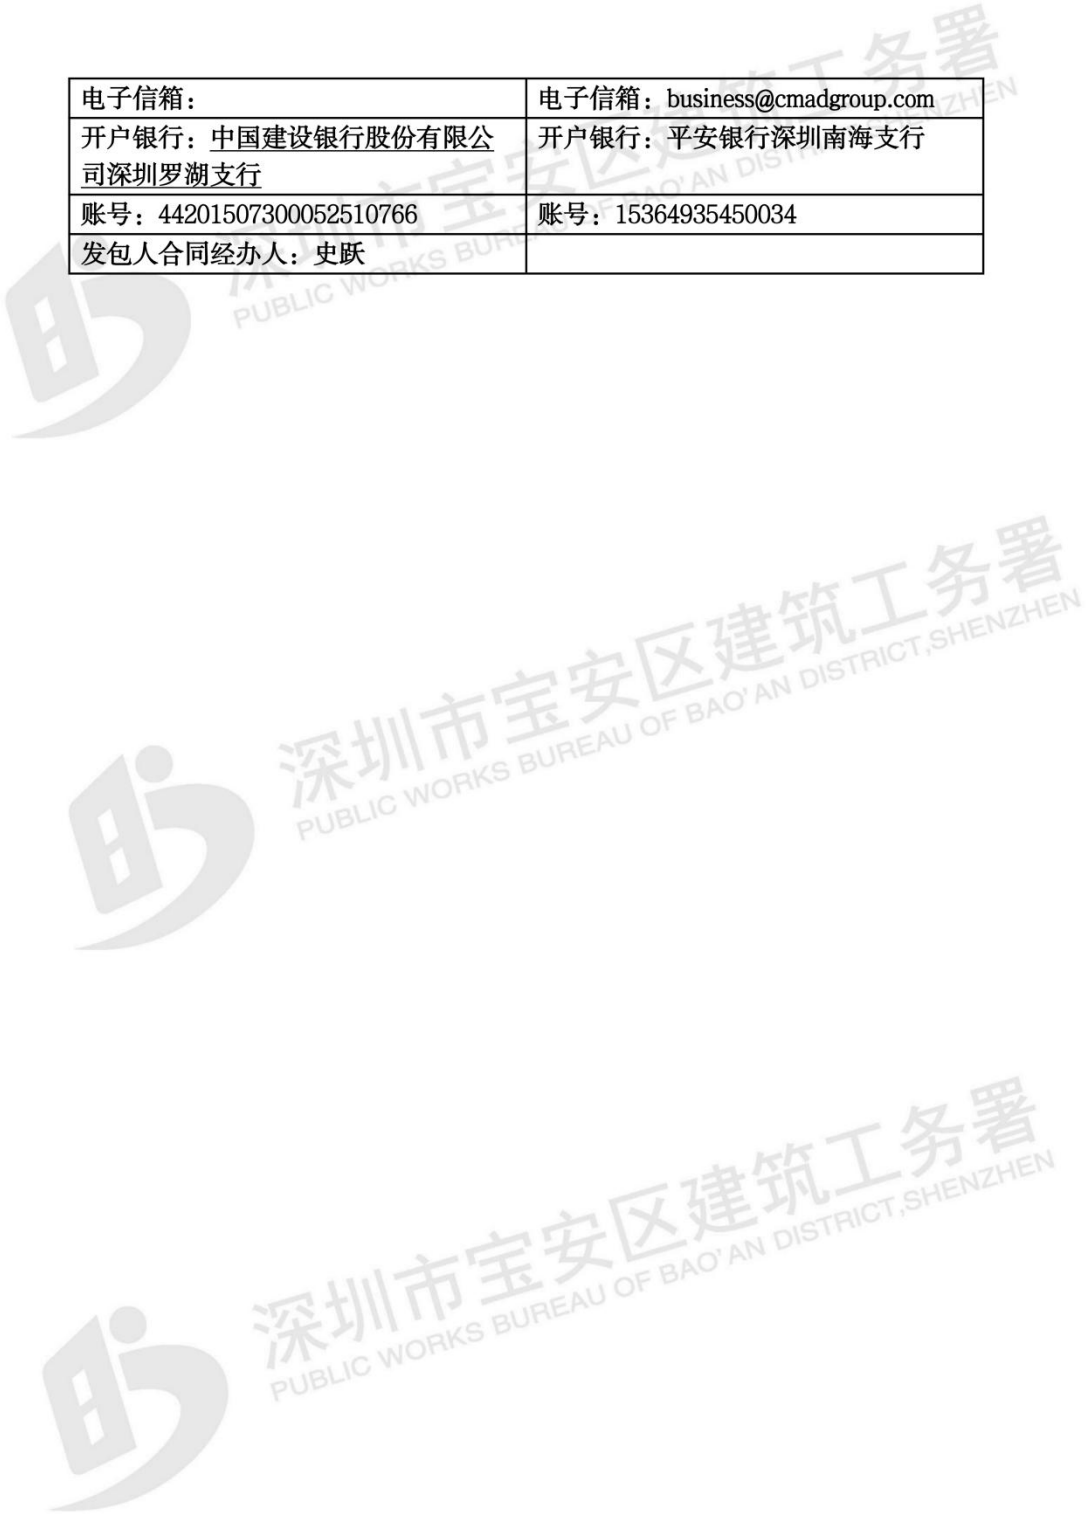 电子信箱：
电子信箱：business@cmadgroup.com
开户银行：中国建设银行股份有限公
司深圳罗湖支行
开户银行：平安银行深圳南海支行
账号：44201507300052510766
账号：15364935450034
发包人合同经办人：史跃
深圳市宝安区建筑工务署
PUBLIC WORKS BUREAU OF BAO'AN DISTRICT,SHENZHEN
深圳市宝安区建筑工务署
PUBLIC WORKS BUREAU OF BAO'AN DISTRICT,SHENZHEN
深圳市宝安区建筑工务署
PUBLIC WORKS BUREAU OF BAO'AN DISTRICT,SHENZHEN